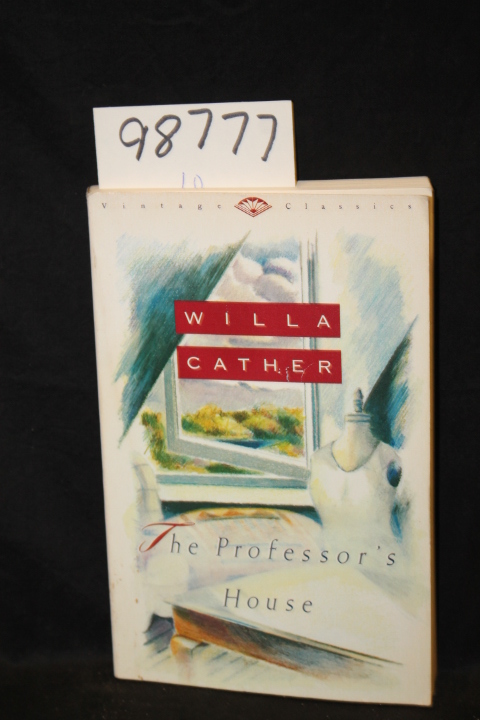 98777
10
Vintage Classics
WILLA
CATHER
The Professor's
House